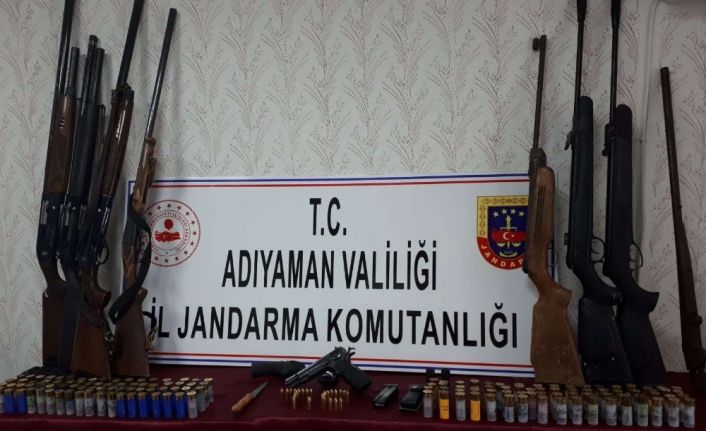 T.C.
ADIYAMAN VALİLİĞİ
İL JANDARMA KOMUTANLIĞI